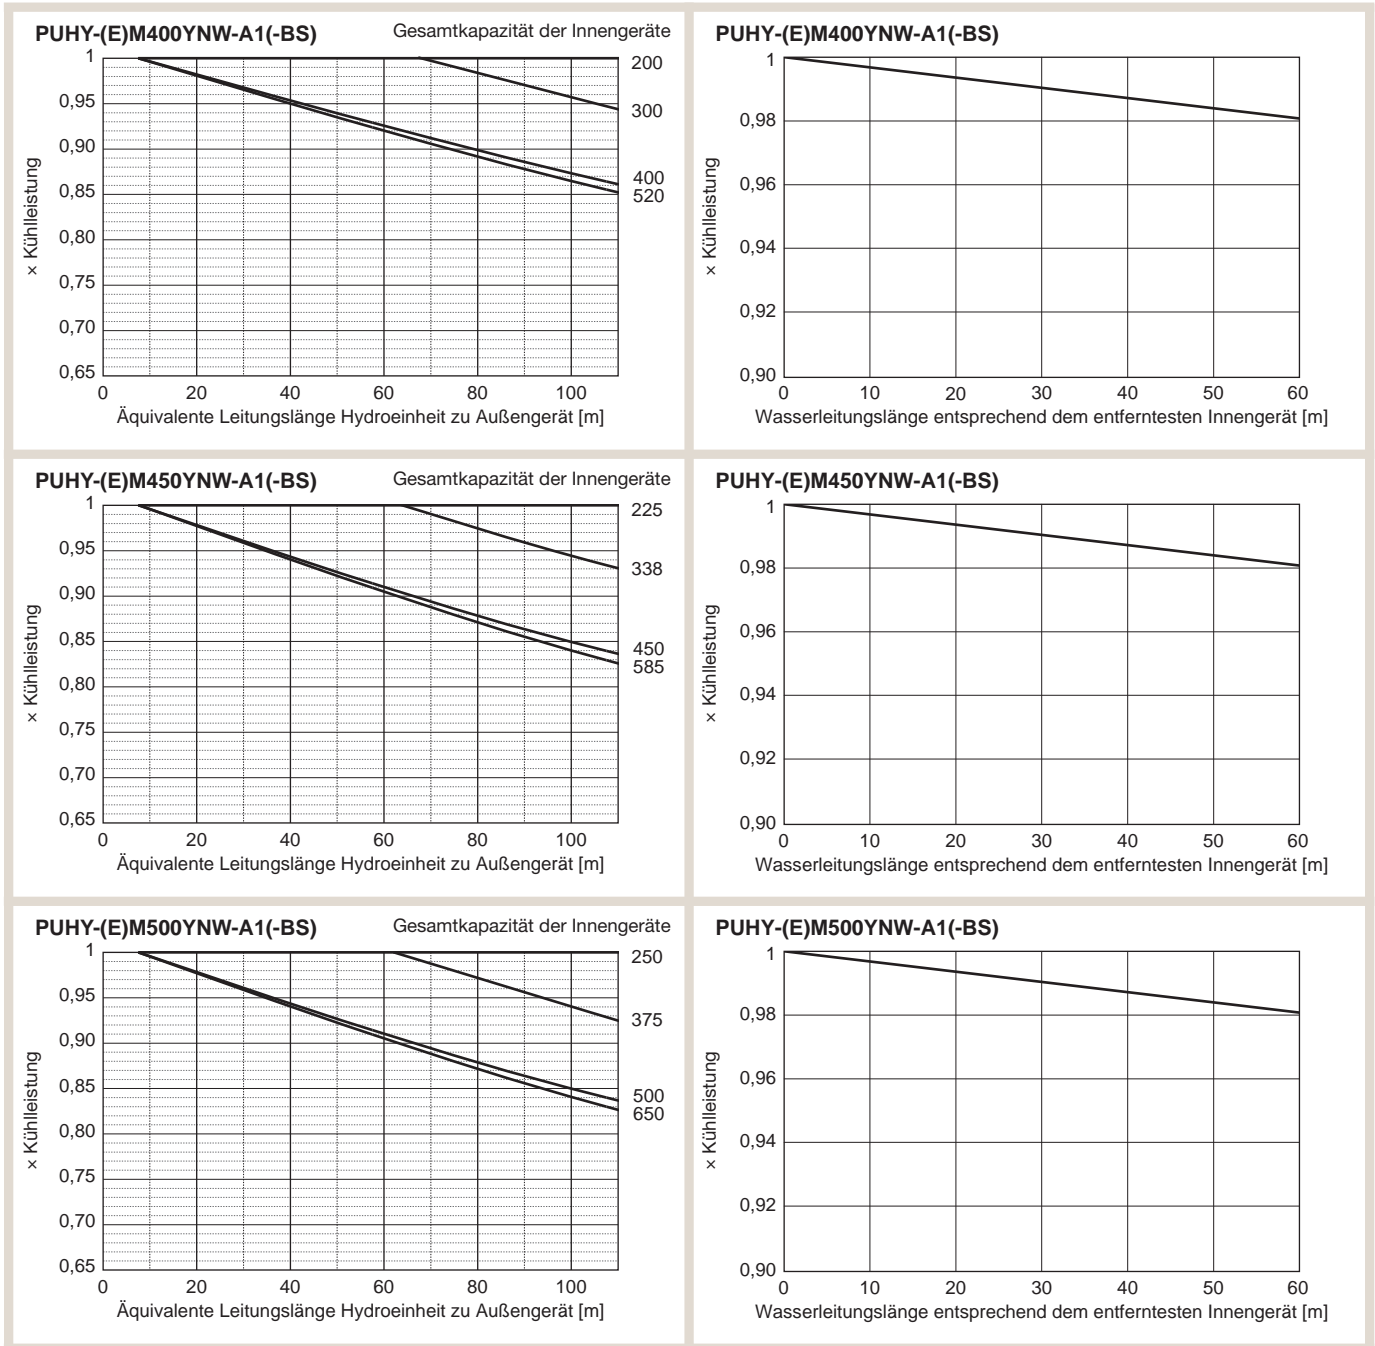 PUHY-(E)M400YNW-A1(-BS) Gesamtkapazität der Innengeräte
1
0,95
0,90
0,85
0,80
0,75
0,70
0,65
× Kühlleistung
200
300
400
520
0 20 40 60 80 100
Äquivalente Leitungslänge Hydroeinheit zu Außengerät [m]
PUHY-(E)M400YNW-A1(-BS)
1
0,98
0,96
0,94
0,92
0,90
× Kühlleistung
0 10 20 30 40 50 60
Wasserleitungslänge entsprechend dem entferntesten Innengerät [m]
PUHY-(E)M450YNW-A1(-BS) Gesamtkapazität der Innengeräte
1
0,95
0,90
0,85
0,80
0,75
0,70
0,65
× Kühlleistung
225
338
450
585
0 20 40 60 80 100
Äquivalente Leitungslänge Hydroeinheit zu Außengerät [m]
PUHY-(E)M450YNW-A1(-BS)
1
0,98
0,96
0,94
0,92
0,90
× Kühlleistung
0 10 20 30 40 50 60
Wasserleitungslänge entsprechend dem entferntesten Innengerät [m]
PUHY-(E)M500YNW-A1(-BS) Gesamtkapazität der Innengeräte
1
0,95
0,90
0,85
0,80
0,75
0,70
0,65
× Kühlleistung
250
375
500
650
0 20 40 60 80 100
Äquivalente Leitungslänge Hydroeinheit zu Außengerät [m]
PUHY-(E)M500YNW-A1(-BS)
1
0,98
0,96
0,94
0,92
0,90
× Kühlleistung
0 10 20 30 40 50 60
Wasserleitungslänge entsprechend dem entferntesten Innengerät [m]